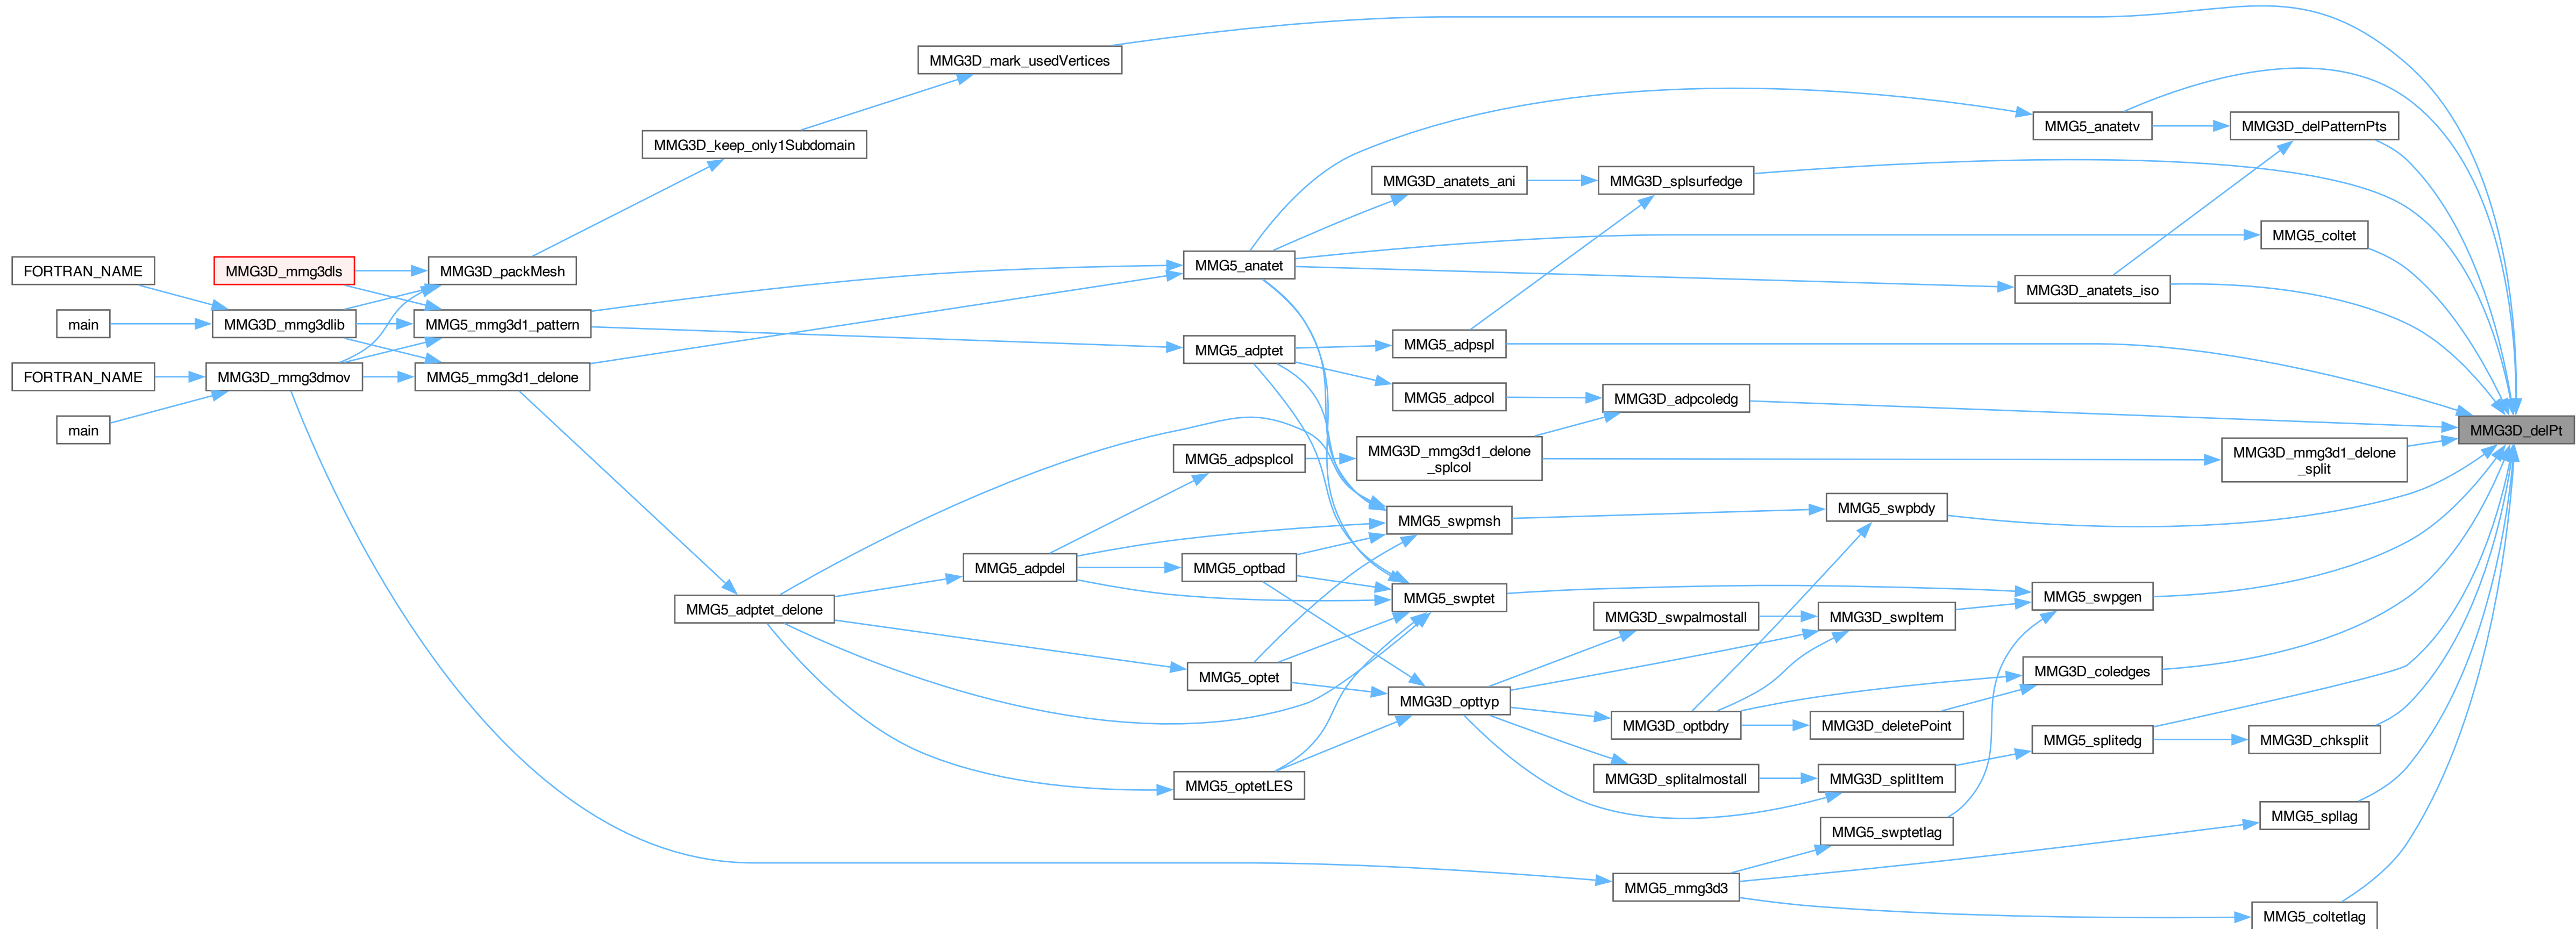 MMG3D_mark_usedVertices
MMG5_anatetv
MMG3D_delPatternPts
MMG3D_keep_only1Subdomain
MMG3D_anatets_ani
MMG3D_splsurfedge
MMG5_coltet
FORTRAN_NAME
MMG3D_mmg3dls
MMG3D_packMesh
MMG5_anatet
MMG3D_anatets_iso
main
MMG3D_mmg3dlib
MMG5_mmg3d1_pattern
MMG5_adptet
MMG5_adpspl
FORTRAN_NAME
MMG3D_mmg3dmov
MMG5_mmg3d1_delone
MMG5_adpcol
MMG3D_adpcoledg
main
MMG3D_delPt
MMG5_adpsplcol
MMG3D_mmg3d1_delone
_splcol
MMG3D_mmg3d1_delone
_split
MMG5_swpmsh
MMG5_swpbdy
MMG5_adpdel
MMG5_optbad
MMG5_adptet_delone
MMG5_swptet
MMG5_swpgen
MMG3D_swpalmostall
MMG3D_swpItem
MMG5_optet
MMG3D_coledges
MMG3D_opttyp
MMG3D_optbdry
MMG3D_deletePoint
MMG5_splitedg
MMG3D_chksplit
MMG5_optetLES
MMG3D_splitalmostall
MMG3D_splitItem
MMG5_swptetlag
MMG5_spllag
MMG5_mmg3d3
MMG5_coltetlag